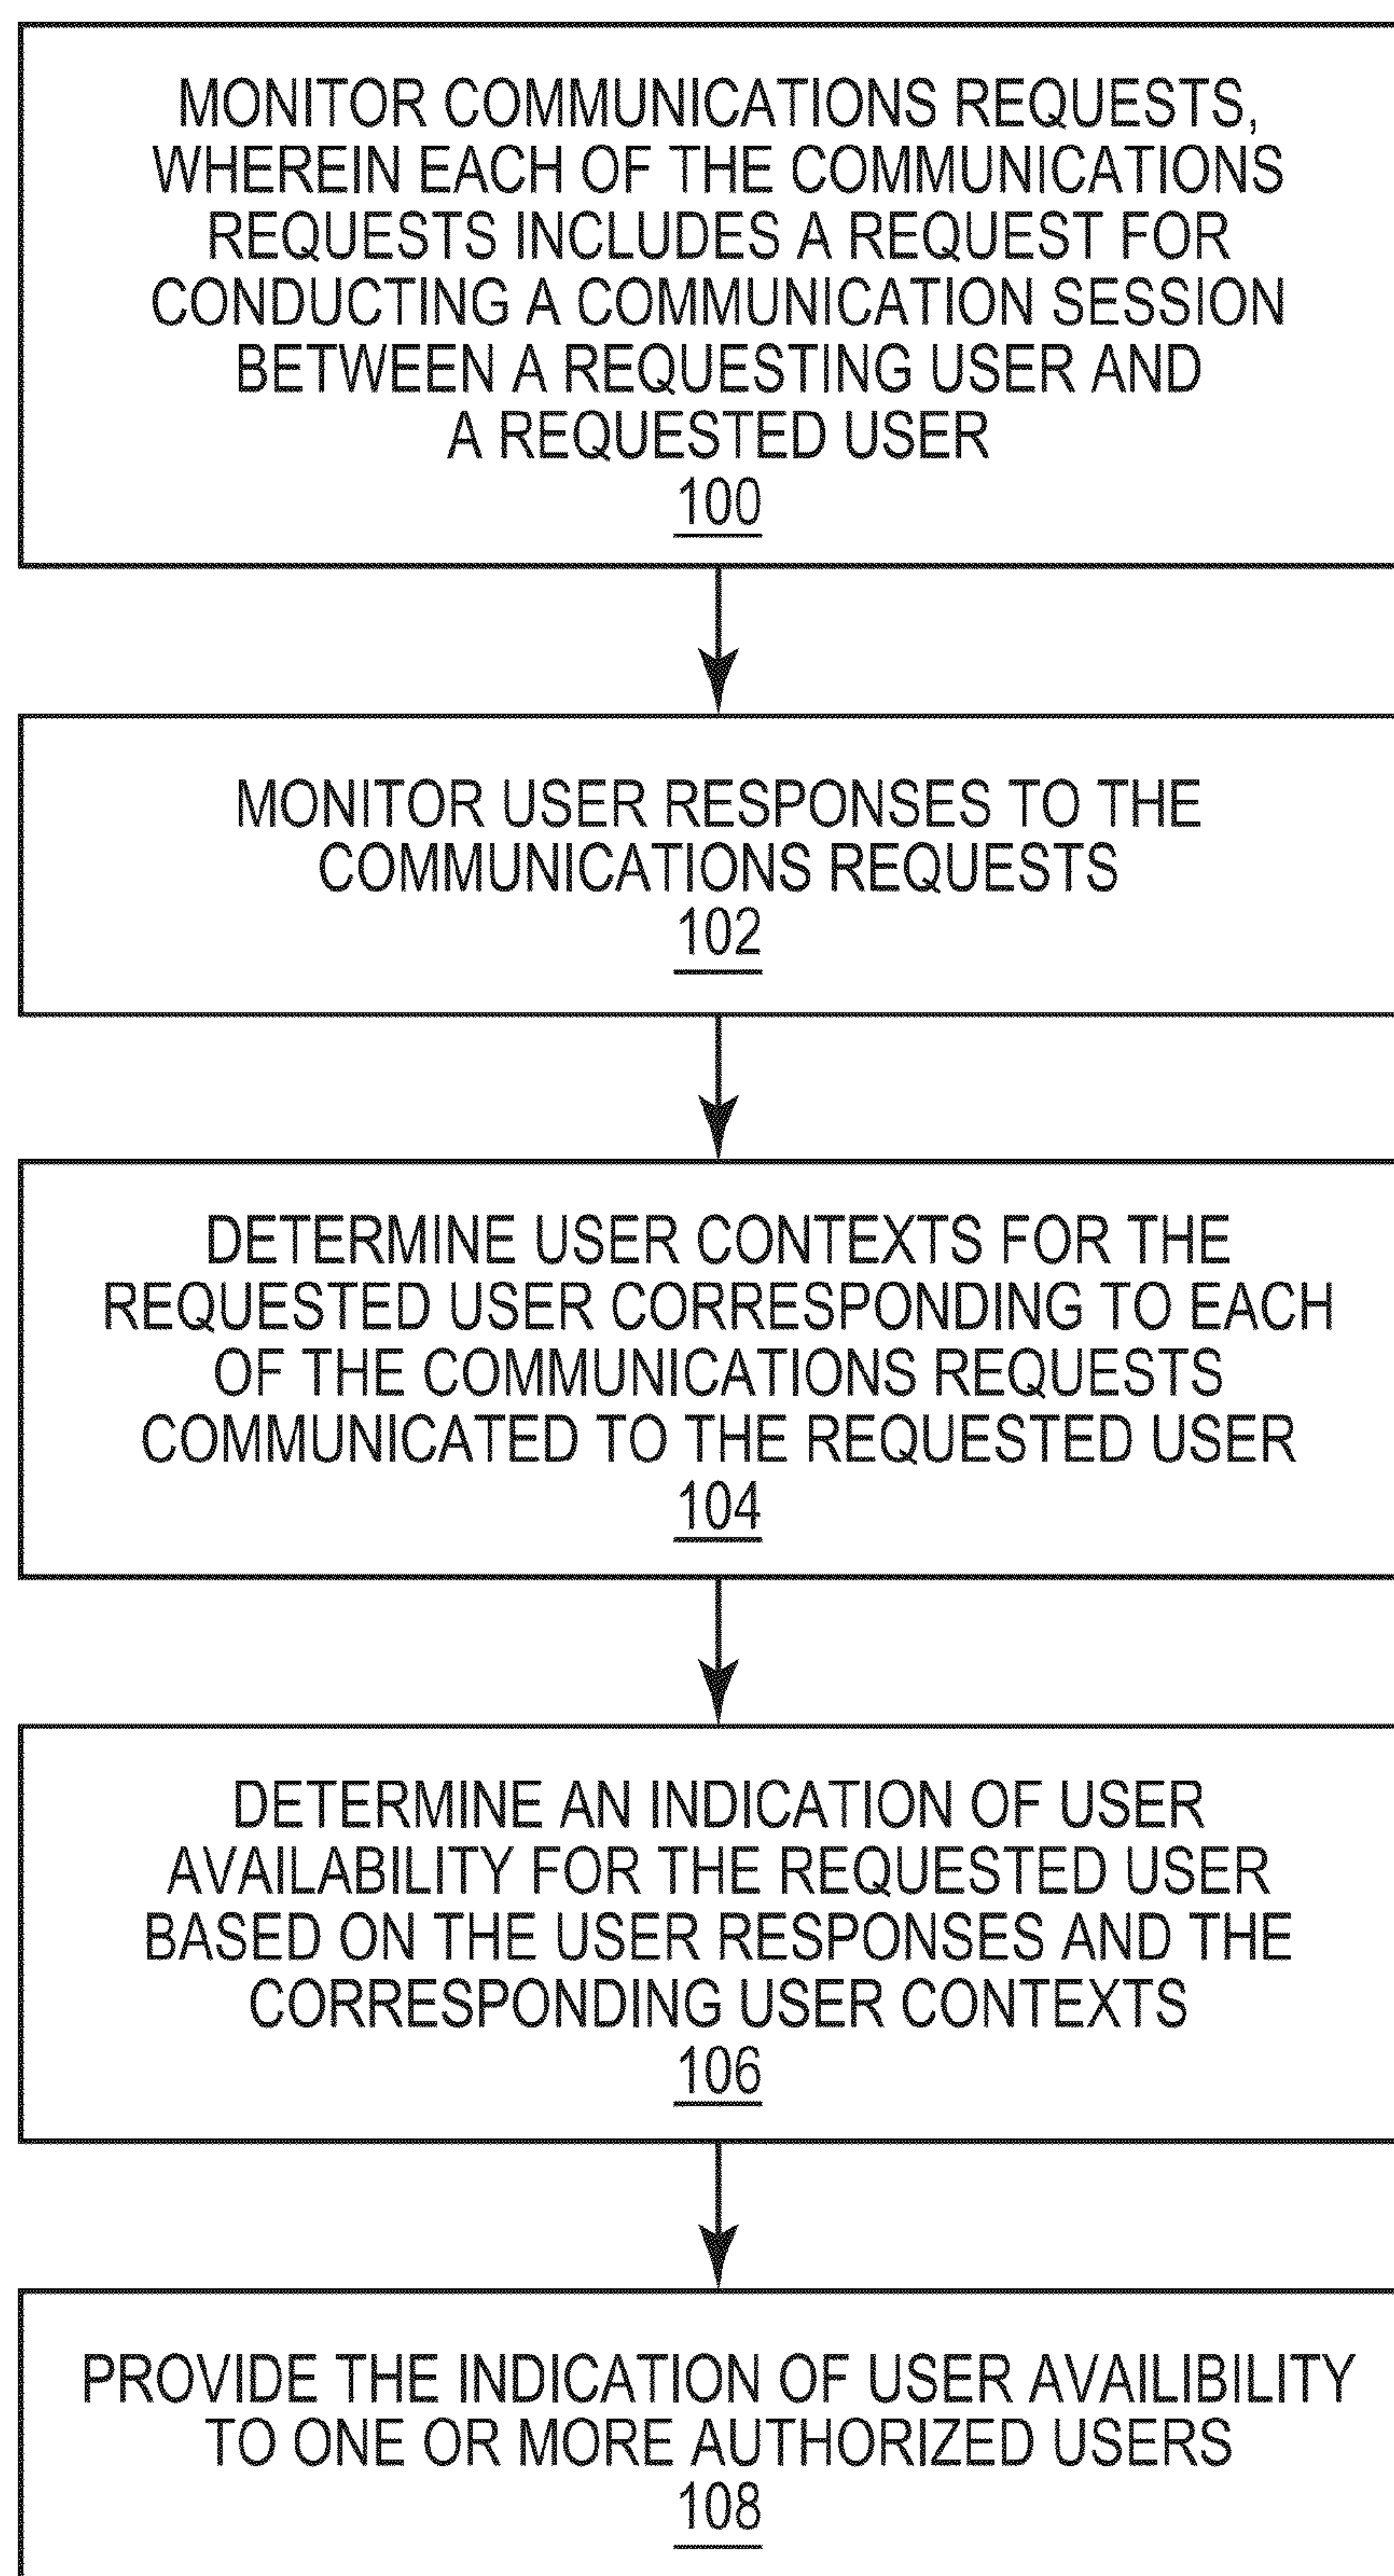 MONITOR COMMUNICATIONS REQUESTS,
WHEREIN EACH OF THE COMMUNICATIONS
REQUESTS INCLUDES A REQUEST FOR
CONDUCTING A COMMUNICATION SESSION
BETWEEN A REQUESTING USER AND
A REQUESTED USER
100
MONITOR USER RESPONSES TO THE
COMMUNICATIONS REQUESTS
102
DETERMINE USER CONTEXTS FOR THE
REQUESTED USER CORRESPONDING TO EACH
OF THE COMMUNICATIONS REQUESTS
COMMUNICATED TO THE REQUESTED USER
104
DETERMINE AN INDICATION OF USER
AVAILABILITY FOR THE REQUESTED USER
BASED ON THE USER RESPONSES AND THE
CORRESPONDING USER CONTEXTS
106
PROVIDE THE INDICATION OF USER AVAILIBILITY
TO ONE OR MORE AUTHORIZED USERS
108